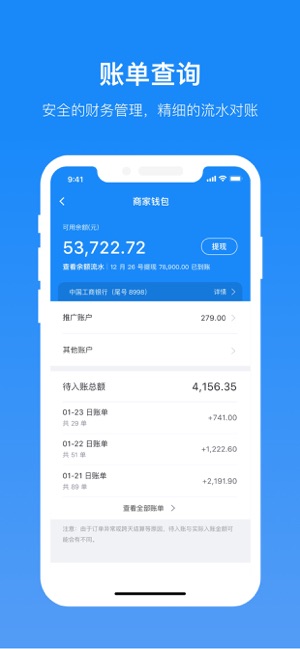 账单查询
安全的财务管理，精细的流水对账
9:41
商家钱包
可用余额(元)
53,722.72
提现
查看余额流水：12 月 26 号提现 78,900.00 已到账
中国工商银行（尾号 8998） 详情
推广账户 279.00
其他账户
待入账总额 4,156.35
01-23 日账单 +741.00
共 29 单
01-22 日账单 +1,222.60
共 51 单
01-21 日账单 +2,191.90
共 89 单
查看全部账单
注意：由于订单异常或跨天结算等原因，待入账与实际入账金额可
能会有不同。